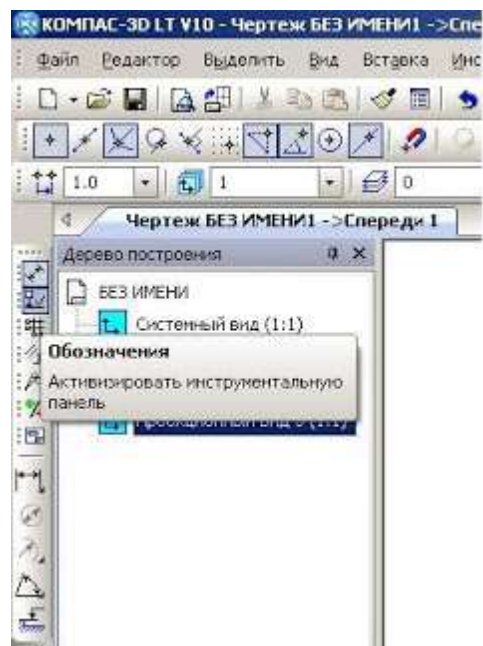 КОМПАС-3D LT V10 - Чертеж БЕЗ ИМЕНИ1 ->Спе
Файл Редактор Выделить Вид Вставка Инс
1.0 1 0
Чертеж БЕЗ ИМЕНИ1 ->Спереди 1
Дерево построения
БЕЗ ИМЕНИ
Системный вид (1:1)
Обозначения
Активизировать инструментальную
панель